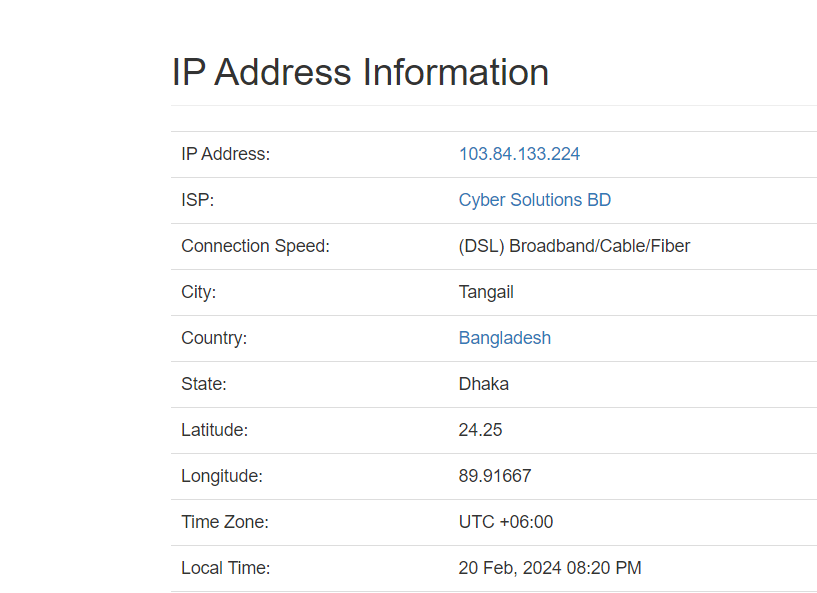 IP Address Information
IP Address: 103.84.133.224
ISP: Cyber Solutions BD
Connection Speed: (DSL) Broadband/Cable/Fiber
City: Tangail
Country: Bangladesh
State: Dhaka
Latitude: 24.25
Longitude: 89.91667
Time Zone: UTC +06:00
Local Time: 20 Feb, 2024 08:20 PM